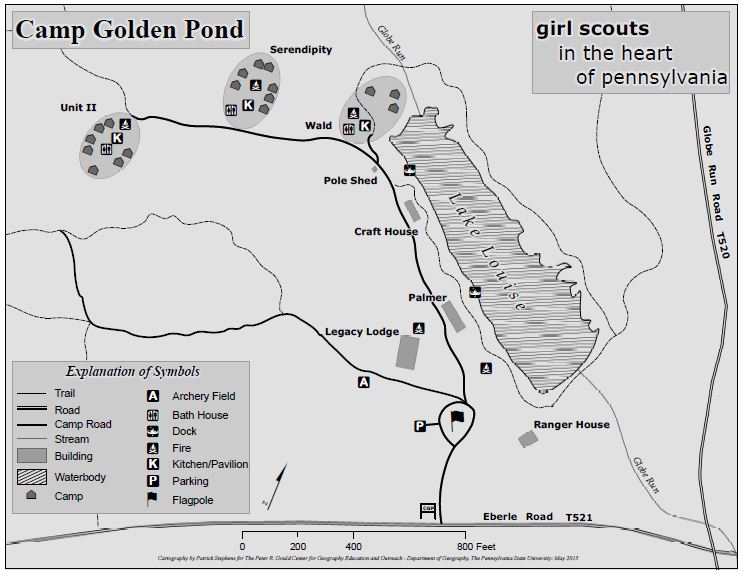 Camp Golden Pond
girl scouts
in the heart
of pennsylvania
Globe Run
Serendipity
K
Unit II
K
Wald
K
Pole Shed
Globe Run Road T520
Craft House
Lake Louise
Palmer
Legacy Lodge
A
P
Ranger House
Globe Run
CGP
Eberle Road T521
Explanation of Symbols
Trail
Road
Camp Road
Stream
Building
Waterbody
Camp
A Archery Field
Bath House
Dock
Fire
K Kitchen/Pavilion
P Parking
Flagpole
N
0 200 400 800 Feet
Cartography by Patrick Stephens for The Peter R. Gould Center for Geography Education and Outreach - Department of Geography, The Pennsylvania State University: May 2015